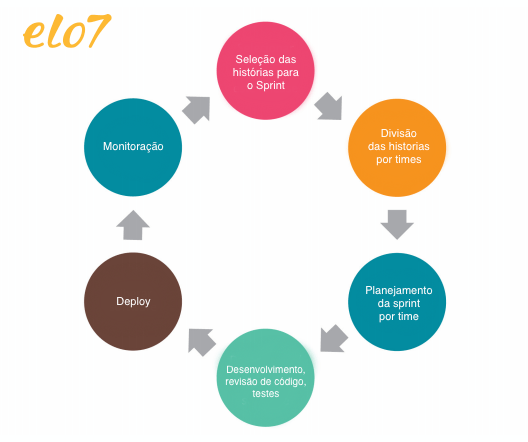 elo7
Seleção das
histórias para
o Sprint
Divisão
das historias
por times
Planejamento
da sprint
por time
Desenvolvimento,
revisão de código,
testes
Deploy
Monitoração